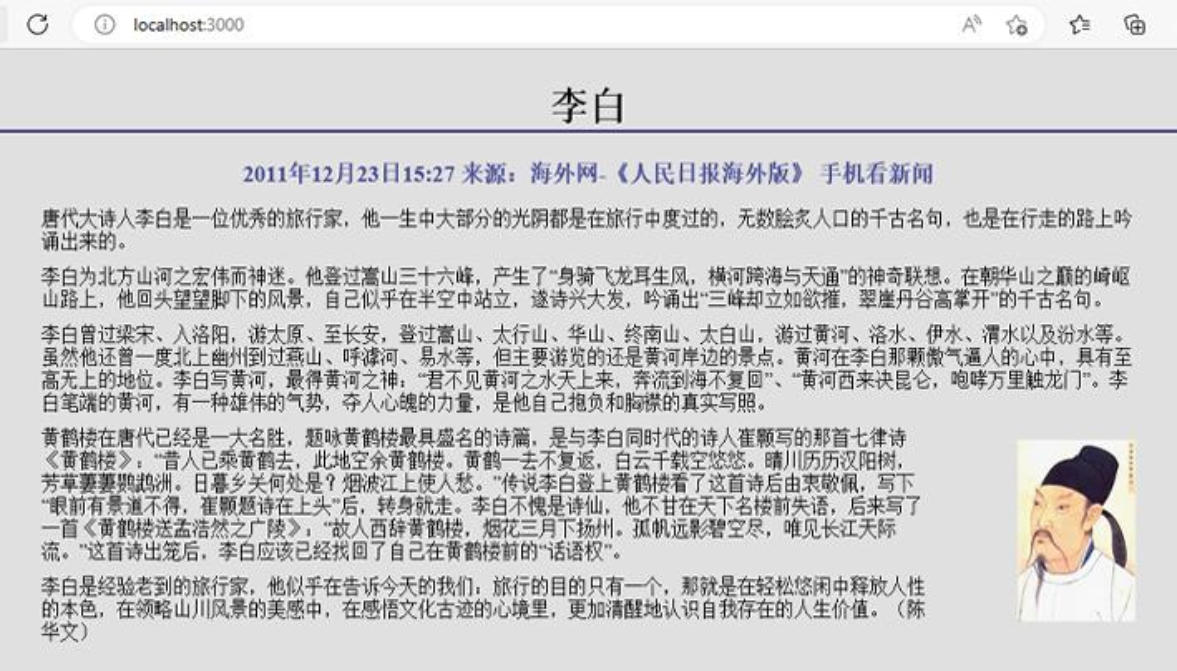 localhost:3000
李白
2011年12月23日15:27 来源：海外网-《人民日报海外版》 手机看新闻
唐代大诗人李白是一位优秀的旅行家，他一生中大部分的光阴都是在旅行中度过的，无数脍炙人口的千古名句，也是在行走的路上吟
诵出来的。
李白为北方山河之宏伟而神迷。他登过嵩山三十六峰，产生了“身骑飞龙耳生风，横河跨海与天通”的神奇联想。在朝华山之巅的崎岖
山路上，他回头望望脚下的风景，自己似乎在半空中站立，遂诗兴大发，吟诵出“三峰却立如欲摧，翠崖丹谷高掌开”的千古名句。
李白曾过梁宋、入洛阳，游太原、至长安，登过嵩山、太行山、华山、终南山、太白山，游过黄河、洛水、伊水、渭水以及汾水等。
虽然他还曾一度北上幽州到过燕山、呼滹河、易水等，但主要游览的还是黄河岸边的景点。黄河在李白那颗傲气逼人的心中，具有至
高无上的地位。李白写黄河，最得黄河之神：“君不见黄河之水天上来，奔流到海不复回”、“黄河西来决昆仑，咆哮万里触龙门”。李
白笔端的黄河，有一种雄伟的气势，夺人心魄的力量，是他自己抱负和胸襟的真实写照。
黄鹤楼在唐代已经是一大名胜，题咏黄鹤楼最具盛名的诗篇，是与李白同时代的诗人崔颢写的那首七律诗
《黄鹤楼》：“昔人已乘黄鹤去，此地空余黄鹤楼。黄鹤一去不复返，白云千载空悠悠。晴川历历汉阳树，
芳草萋萋鹦鹉洲。日暮乡关何处是？烟波江上使人愁。”传说李白登上黄鹤楼看了这首诗后由衷敬佩，写下
“眼前有景道不得，崔颢题诗在上头”后，转身就走。李白不愧是诗仙，他不甘在天下名楼前失语，后来写了
一首《黄鹤楼送孟浩然之广陵》：“故人西辞黄鹤楼，烟花三月下扬州。孤帆远影碧空尽，唯见长江天际
流。”这首诗出笼后，李白应该已经找回了自己在黄鹤楼前的“话语权”。
李白是经验老到的旅行家，他似乎在告诉今天的我们：旅行的目的只有一个，那就是在轻松悠闲中释放人性
的本色，在领略山川风景的美感中，在感悟文化古迹的心境里，更加清醒地认识自我存在的人生价值。（陈
华文）